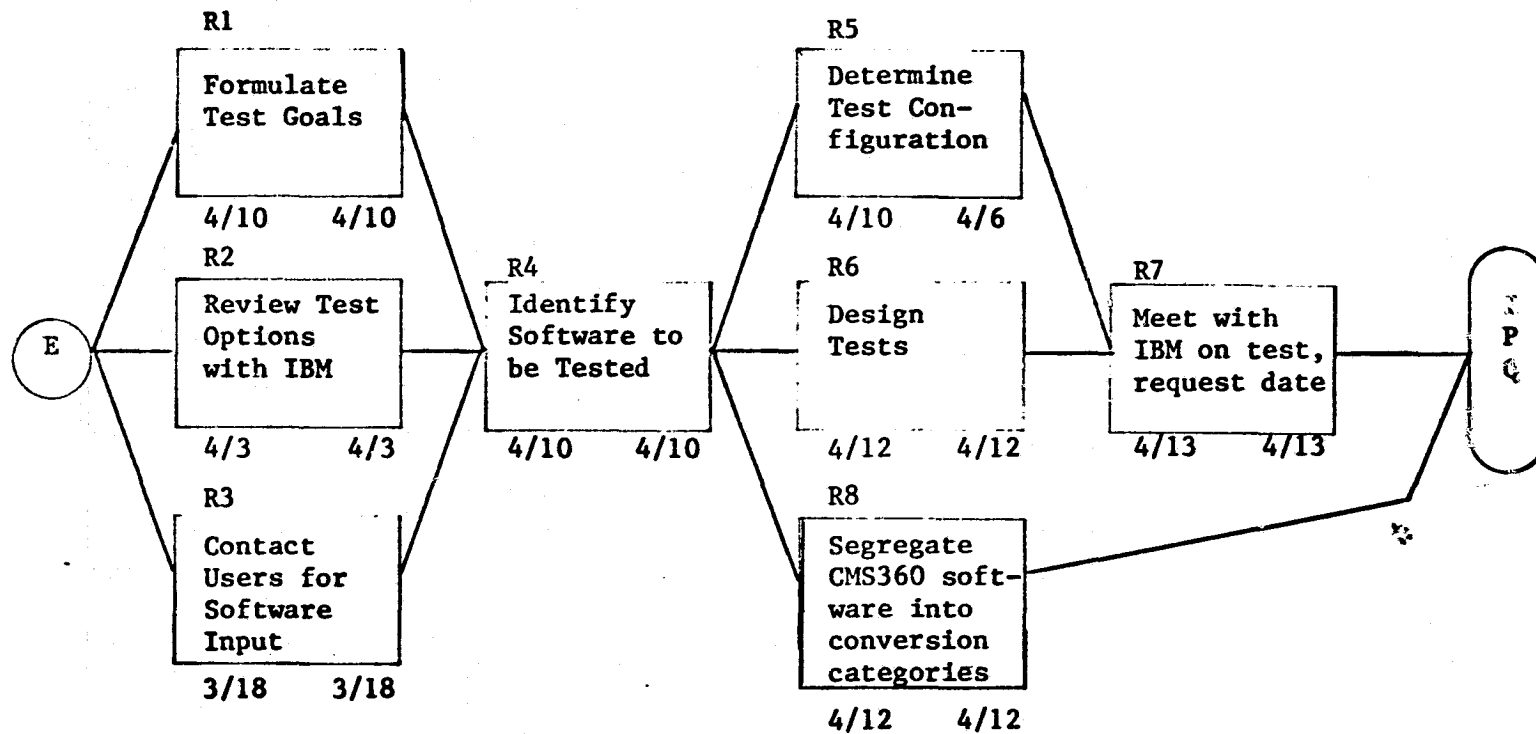 R1
Formulate
Test Goals
4/10 4/10
R2
Review Test
Options
with IBM
4/3 4/3
R3
Contact
Users for
Software
Input
3/18 3/18
E
R4
Identify
Software to
be Tested
4/10 4/10
R5
Determine
Test Con-
figuration
4/10 4/6
R6
Design
Tests
4/12 4/12
R8
Segregate
CMS360 soft-
ware into
conversion
categories
4/12 4/12
R7
Meet with
IBM on test,
request date
4/13 4/13
P
Q